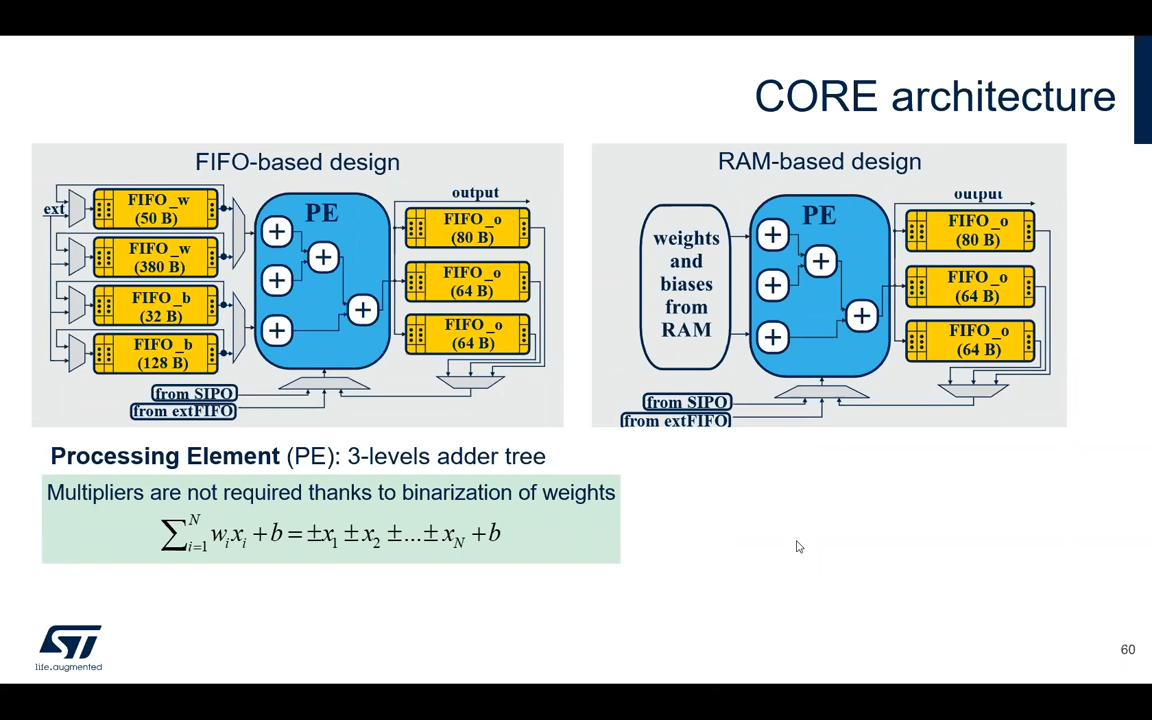 CORE architecture
FIFO-based design
ext
FIFO_w
(50 B)
FIFO_w
(380 B)
FIFO_b
(32 B)
FIFO_b
(128 B)
PE
+
+
+
+
+
output
FIFO_o
(80 B)
FIFO_o
(64 B)
FIFO_o
(64 B)
from SIPO
from extFIFO
RAM-based design
weights
and
biases
from
RAM
PE
+
+
+
+
+
output
FIFO_o
(80 B)
FIFO_o
(64 B)
FIFO_o
(64 B)
from SIPO
from extFIFO
Processing Element (PE): 3-levels adder tree
Multipliers are not required thanks to binarization of weights
∑_{i=1}^{N} w_i x_i + b = ±x_1 ± x_2 ±...± x_N + b
ST
life.augmented
60